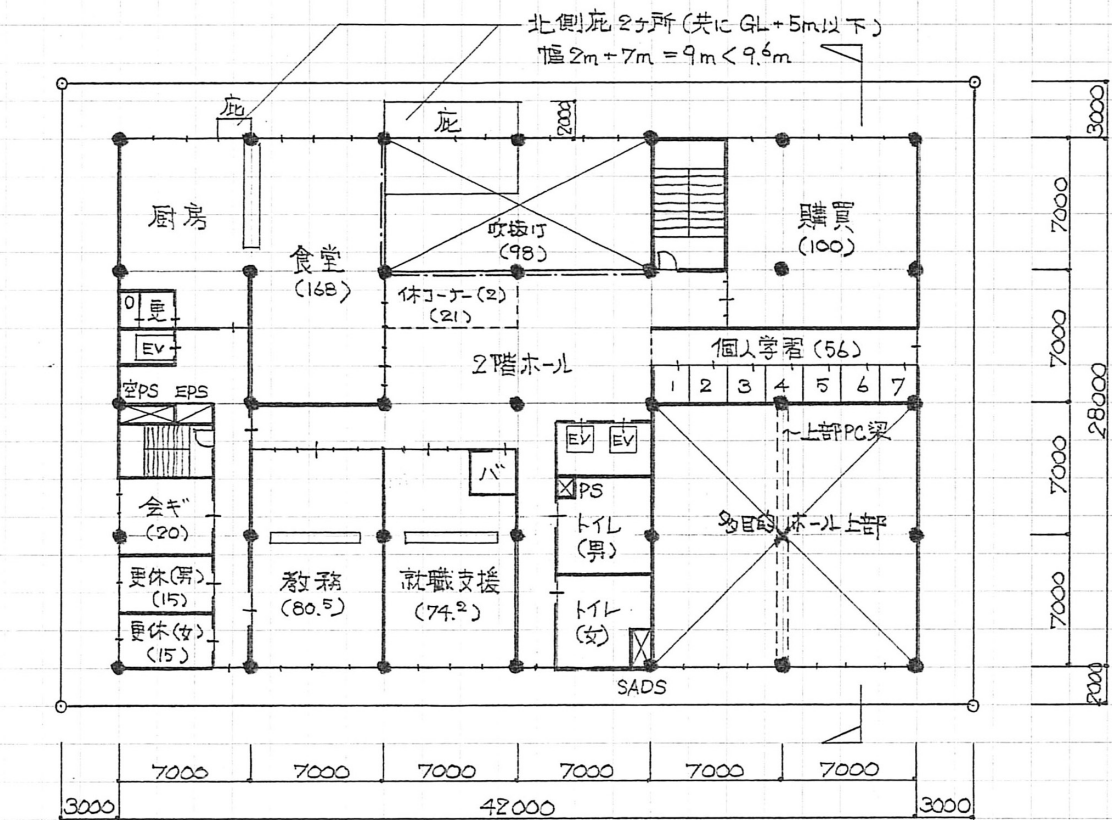 北側庇 2ヶ所 (共に GL+5m以下)
幅 2m+7m = 9m < 9.6m
庇
庇
2000
3000
厨房
食堂
(168)
吹抜け
(98)
購買
(100)
7000
休コーナー(2)
(21)
2階ホール
個人学習 (56)
1 2 3 4 5 6 7
更
EV
空PS EPS
7000
28000
EV EV
バ
PS
〜上部PC梁
会ギ
(20)
トイレ
(男)
多目的ホール上部
7000
更休(男)
(15)
教務
(80.5)
就職支援
(74.2)
トイレ
(女)
更休(女)
(15)
7000
SADS
2000
7000 7000 7000 7000 7000 7000
3000 42000 3000